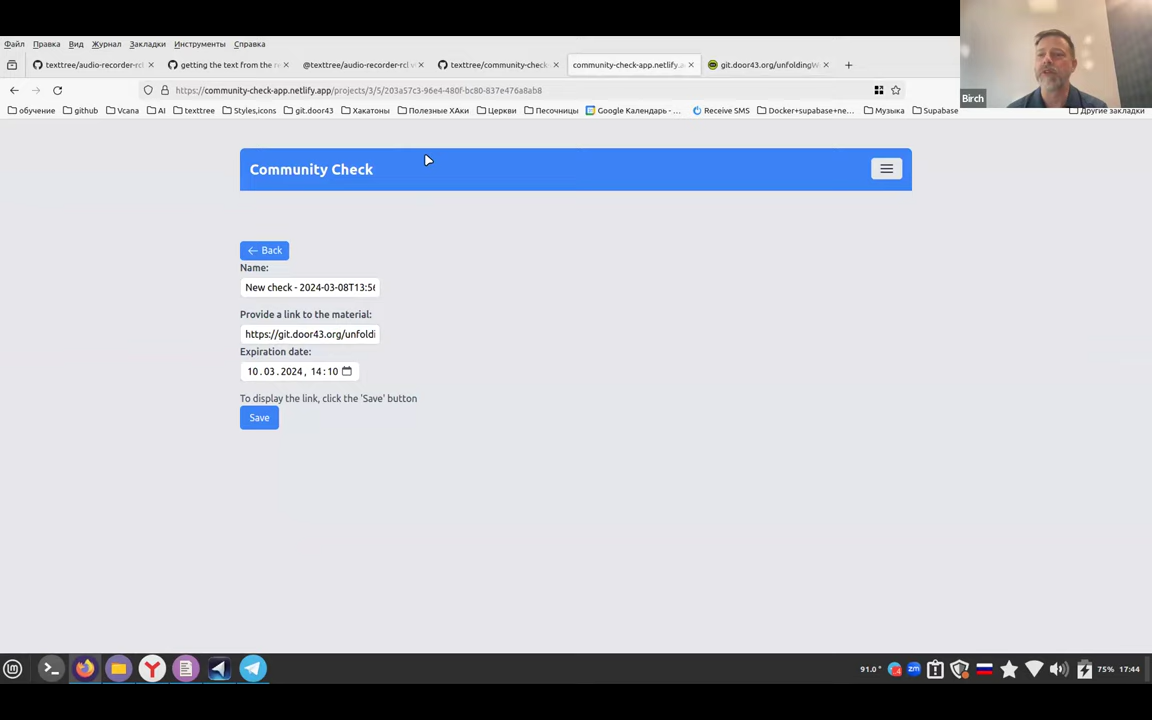 Birch
Файл Правка Вид Журнал Закладки Инструменты Справка
texttree/audio-recorder-rcl getting the text from the @texttree/audio-recorder-rcl texttree/community-check community-check-app.netlify. git.door43.org/unfoldingW
https://community-check-app.netlify.app/projects/3/5/203a57c3-96e4-480f-bc80-837e476a8ab8
обучение github Vcana AI texttree Styles,icons git.door43 Хакатоны Полезные ХАки Церкви Песочницы Google Календарь - ... Receive SMS Docker+supabase+ne... Музыка Supabase Другие закладки
Community Check
← Back
Name:
New check - 2024-03-08T13:56
Provide a link to the material:
https://git.door43.org/unfoldi
Expiration date:
10.03.2024, 14:10
To display the link, click the 'Save' button
Save
91.0° 75% 17:44